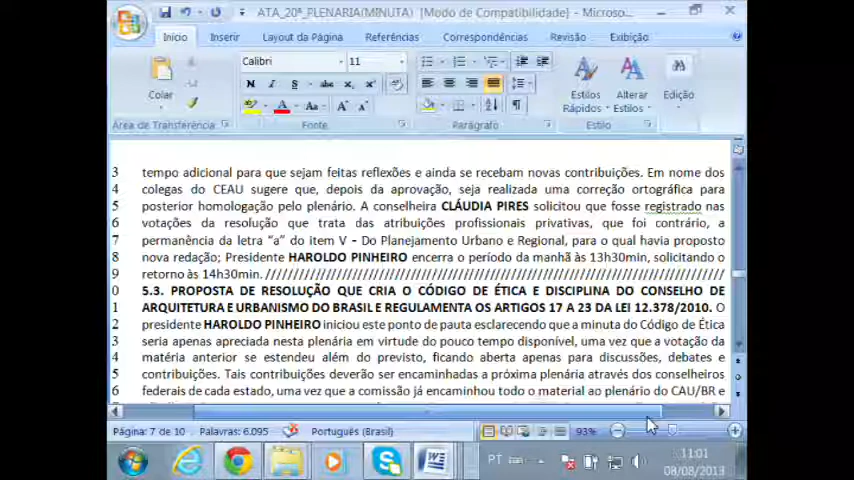 ATA_20ª_PLENARIA(MINUTA) [Modo de Compatibilidade] - Microso...
Início Inserir Layout da Página Referências Correspondências Revisão Exibição
Calibri 11
Colar
N I S abc x₂ x²
Estilos Rápidos Alterar Estilos Edição
Área de Transferência Fonte Parágrafo Estilo
3 tempo adicional para que sejam feitas reflexões e ainda se recebam novas contribuições. Em nome dos
4 colegas do CEAU sugere que, depois da aprovação, seja realizada uma correção ortográfica para
5 posterior homologação pelo plenário. A conselheira CLÁUDIA PIRES solicitou que fosse registrado nas
6 votações da resolução que trata das atribuições profissionais privativas, que foi contrário, a
7 permanência da letra “a” do item V – Do Planejamento Urbano e Regional, para o qual havia proposto
8 nova redação; Presidente HAROLDO PINHEIRO encerra o período da manhã às 13h30min, solicitando o
9 retorno às 14h30min. ////////////////////////////////////////////////////////////////////////////////////
0 5.3. PROPOSTA DE RESOLUÇÃO QUE CRIA O CÓDIGO DE ÉTICA E DISCIPLINA DO CONSELHO DE
1 ARQUITETURA E URBANISMO DO BRASIL E REGULAMENTA OS ARTIGOS 17 A 23 DA LEI 12.378/2010. O
2 presidente HAROLDO PINHEIRO iniciou este ponto de pauta esclarecendo que a minuta do Código de Ética
3 seria apenas apreciada nesta plenária em virtude do pouco tempo disponível, uma vez que a votação da
4 matéria anterior se estendeu além do previsto, ficando aberta apenas para discussões, debates e
5 contribuições. Tais contribuições deverão ser encaminhadas a próxima plenária através dos conselheiros
6 federais de cada estado, uma vez que a comissão já encaminhou todo o material ao plenário do CAU/BR e
Página: 7 de 10 Palavras: 6.095 Português (Brasil) 93%
PT 11:01
08/08/2013